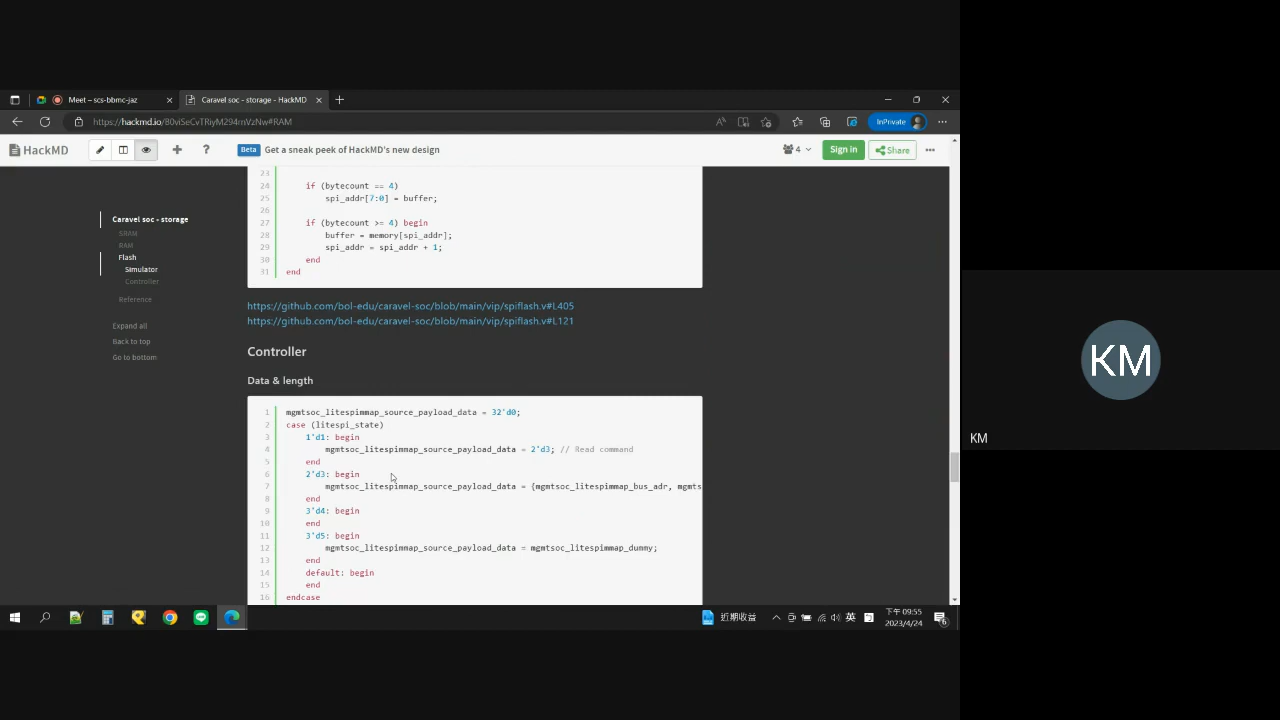 Meet – scs-bbmc-jaz
Caravel soc - storage - HackMD
https://hackmd.io/80viSeCvTRiyM294rnVzNw#RAM
InPrivate
HackMD
Beta
Get a sneak peek of HackMD's new design
4
Sign in
Share
Caravel soc - storage
SRAM
RAM
Flash
Simulator
Controller
Reference
Expand all
Back to top
Go to bottom
23
24 if (bytecount == 4)
25 spi_addr[7:0] = buffer;
26
27 if (bytecount >= 4) begin
28 buffer = memory[spi_addr];
29 spi_addr = spi_addr + 1;
30 end
31 end
https://github.com/bol-edu/caravel-soc/blob/main/vip/spiflash.v#L405
https://github.com/bol-edu/caravel-soc/blob/main/vip/spiflash.v#L121
Controller
Data & length
1 mgmtsoc_litespimmap_source_payload_data = 32'd0;
2 case (litespi_state)
3 1'd1: begin
4 mgmtsoc_litespimmap_source_payload_data = 2'd3; // Read command
5 end
6 2'd3: begin
7 mgmtsoc_litespimmap_source_payload_data = {mgmtsoc_litespimmap_bus_adr, mgmts
8 end
9 3'd4: begin
10 end
11 3'd5: begin
12 mgmtsoc_litespimmap_source_payload_data = mgmtsoc_litespimmap_dummy;
13 end
14 default: begin
15 end
16 endcase
近期收益
英
下午 09:55
2023/4/24
KM
KM